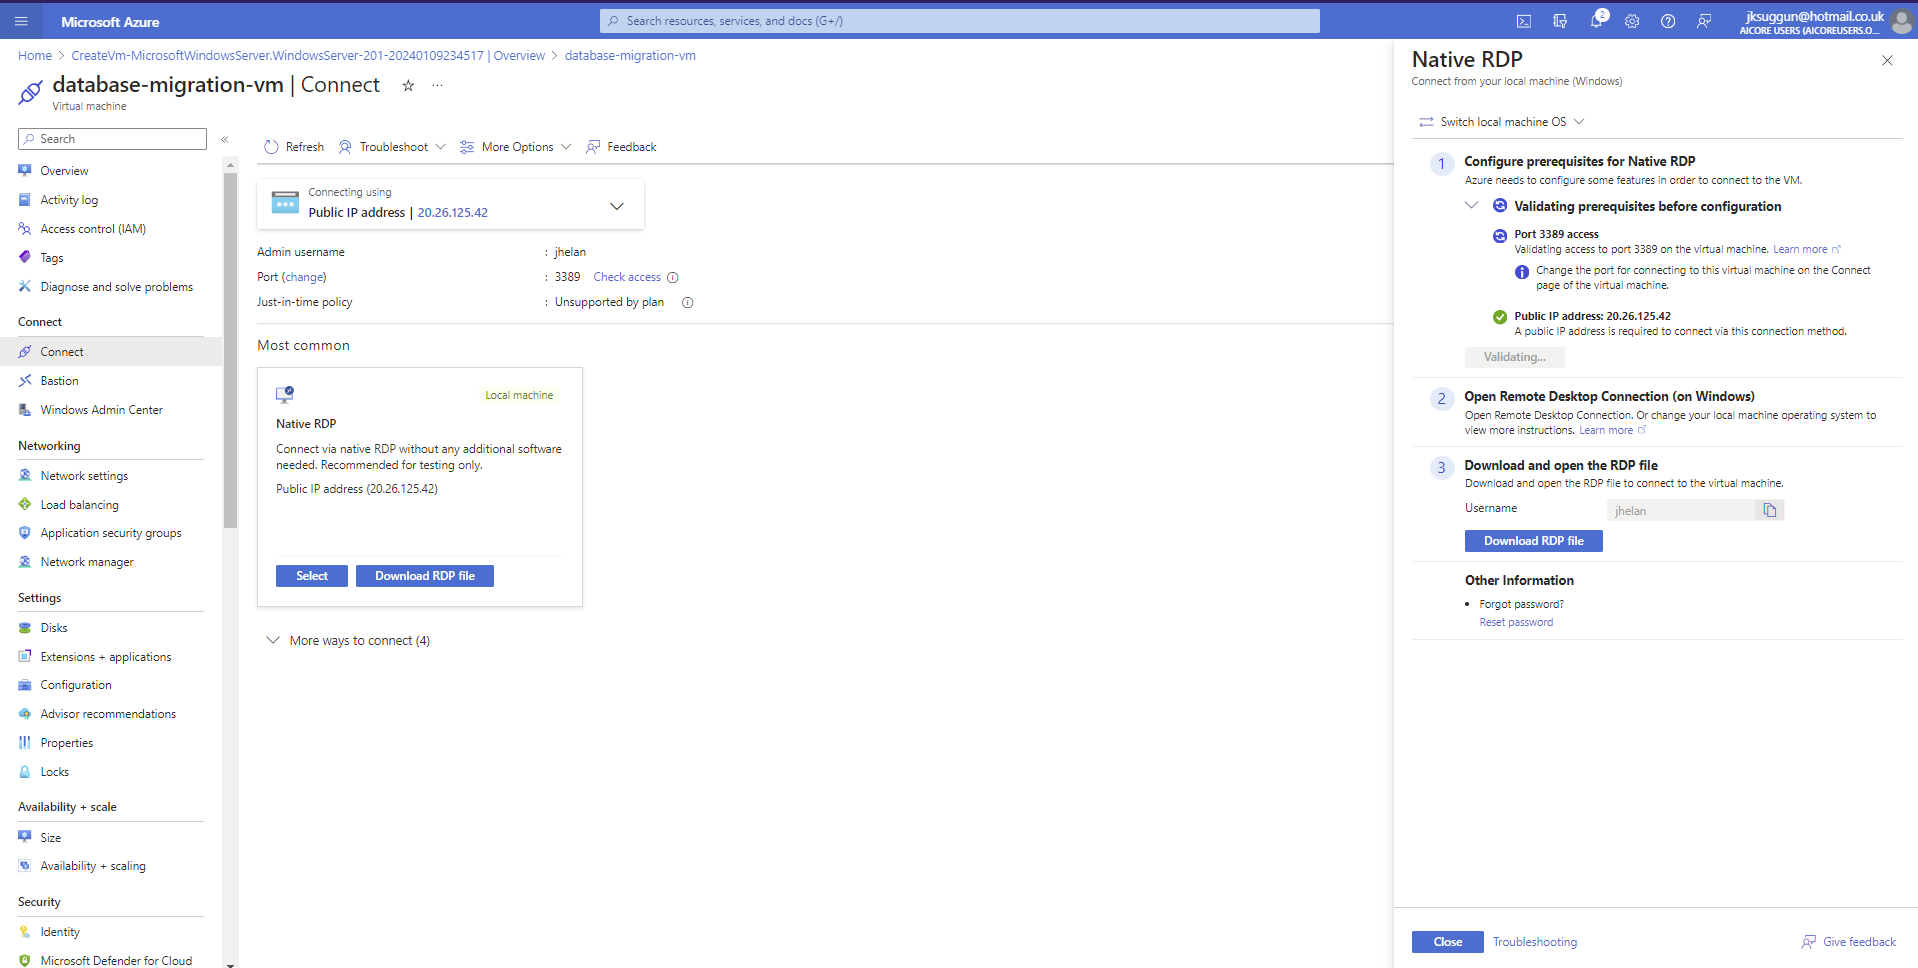 Microsoft Azure
Search resources, services, and docs (G+/)
2
jksuggun@hotmail.co.uk
AICORE USERS (AICOREUSERS.O...
Home > CreateVm-MicrosoftWindowsServer.WindowsServer-201-20240109234517 | Overview > database-migration-vm
database-migration-vm | Connect
Virtual machine
Search
Overview
Activity log
Access control (IAM)
Tags
Diagnose and solve problems
Connect
Connect
Bastion
Windows Admin Center
Networking
Network settings
Load balancing
Application security groups
Network manager
Settings
Disks
Extensions + applications
Configuration
Advisor recommendations
Properties
Locks
Availability + scale
Size
Availability + scaling
Security
Identity
Microsoft Defender for Cloud
Refresh
Troubleshoot
More Options
Feedback
Connecting using
Public IP address | 20.26.125.42
Admin username : jhelan
Port (change) : 3389 Check access
Just-in-time policy : Unsupported by plan
Most common
Local machine
Native RDP
Connect via native RDP without any additional software
needed. Recommended for testing only.
Public IP address (20.26.125.42)
Select
Download RDP file
More ways to connect (4)
Native RDP
Connect from your local machine (Windows)
Switch local machine OS
1
Configure prerequisites for Native RDP
Azure needs to configure some features in order to connect to the VM.
Validating prerequisites before configuration
Port 3389 access
Validating access to port 3389 on the virtual machine. Learn more
Change the port for connecting to this virtual machine on the Connect
page of the virtual machine.
Public IP address: 20.26.125.42
A public IP address is required to connect via this connection method.
Validating...
2
Open Remote Desktop Connection (on Windows)
Open Remote Desktop Connection. Or change your local machine operating system to
view more instructions. Learn more
3
Download and open the RDP file
Download and open the RDP file to connect to the virtual machine.
Username
jhelan
Download RDP file
Other Information
• Forgot password?
Reset password
Close
Troubleshooting
Give feedback